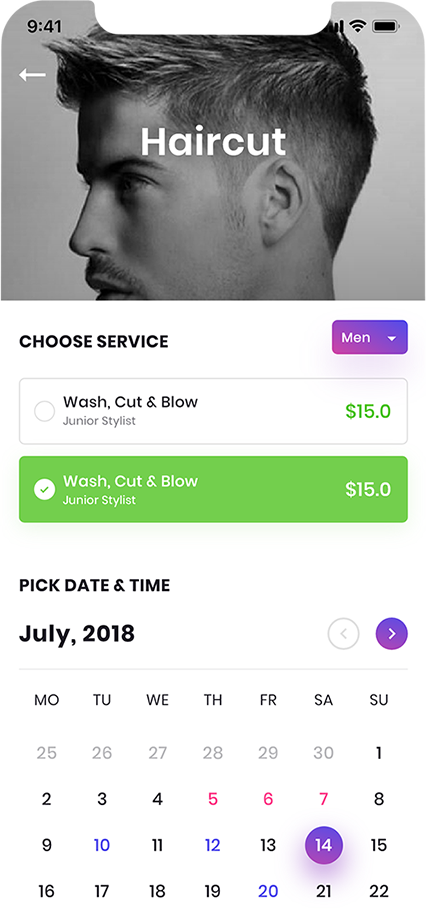 9:41
Haircut
CHOOSE SERVICE
Men
Wash, Cut & Blow
Junior Stylist
$15.0
Wash, Cut & Blow
Junior Stylist
$15.0
PICK DATE & TIME
July, 2018
MO TU WE TH FR SA SU
25 26 27 28 29 30 1
2 3 4 5 6 7 8
9 10 11 12 13 14 15
16 17 18 19 20 21 22